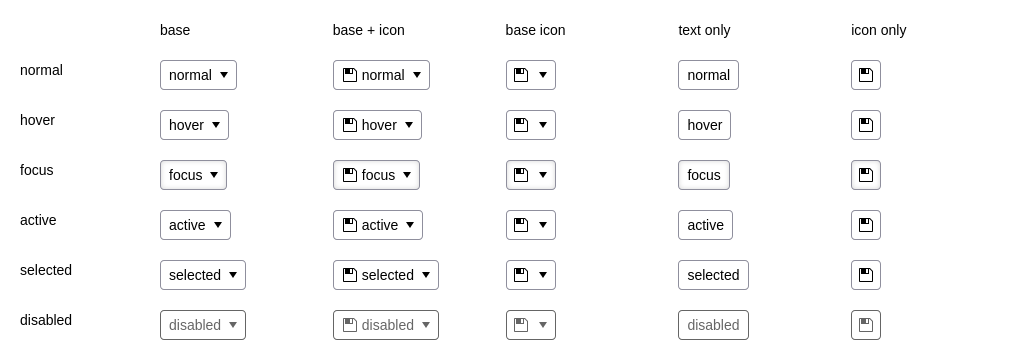 base base + icon base icon text only icon only
normal normal normal normal
hover hover hover hover
focus focus focus focus
active active active active
selected selected selected selected
disabled disabled disabled disabled